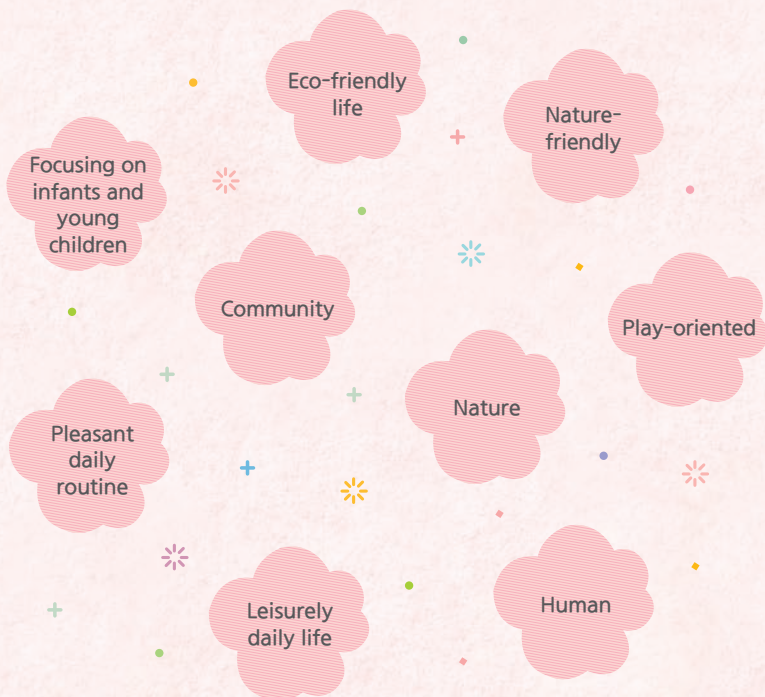 Eco-friendly
life
Nature-
friendly
Focusing on
infants and
young
children
Community
Play-oriented
Nature
Pleasant
daily
routine
Human
Leisurely
daily life